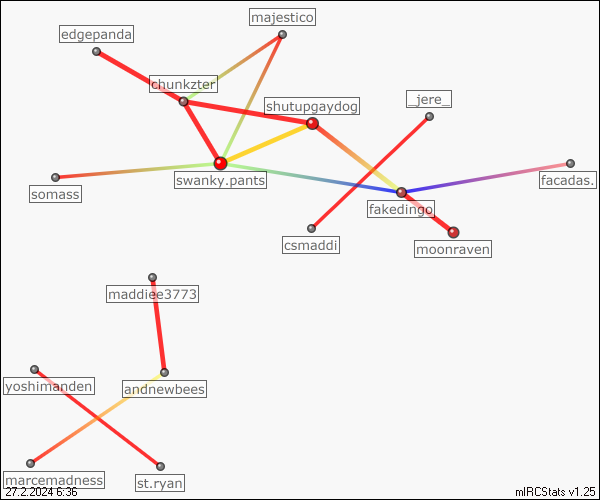 majestico
edgepanda
chunkzter
_jere_
shutupgaydog
swanky.pants
facadas.
somass
fakedingo
csmaddi
moonraven
maddiee3773
yoshimanden
andnewbees
marcemadness
st.ryan
27.2.2024 6:36
mIRCStats v1.25